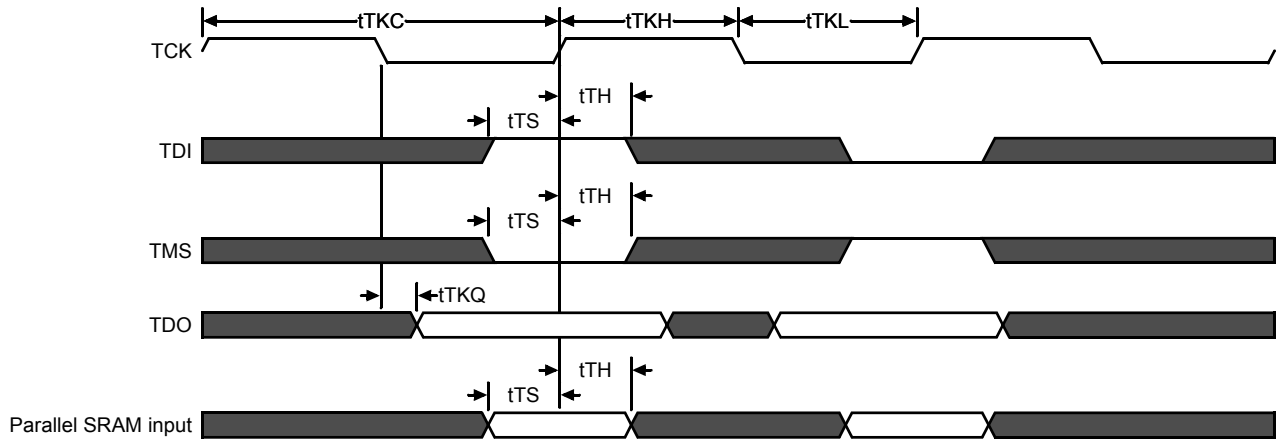 tTKC tTKH tTKL
TCK
tTH
tTS
TDI
tTH
tTS
TMS
tTKQ
TDO
tTH
tTS
Parallel SRAM input